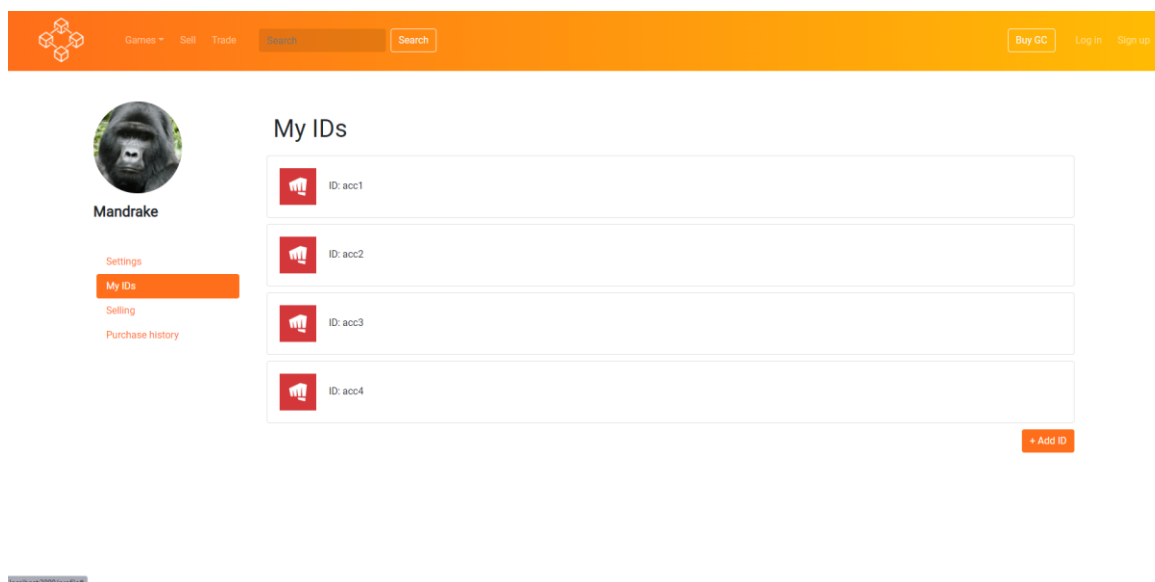 Games Sell Trade Search Search Buy GC Log in Sign up
My IDs
ID: acc1
Mandrake
ID: acc2
Settings
My IDs
Selling
ID: acc3
Purchase history
ID: acc4
+ Add ID